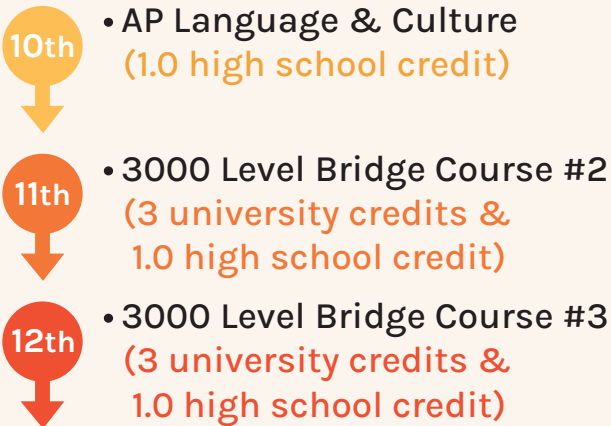 10th
• AP Language & Culture
(1.0 high school credit)
11th
• 3000 Level Bridge Course #2
(3 university credits &
1.0 high school credit)
12th
• 3000 Level Bridge Course #3
(3 university credits &
1.0 high school credit)